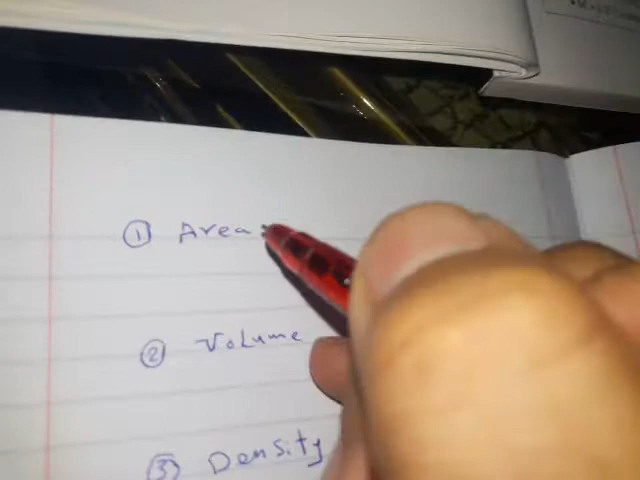 ① Area
② Volume
③ Density